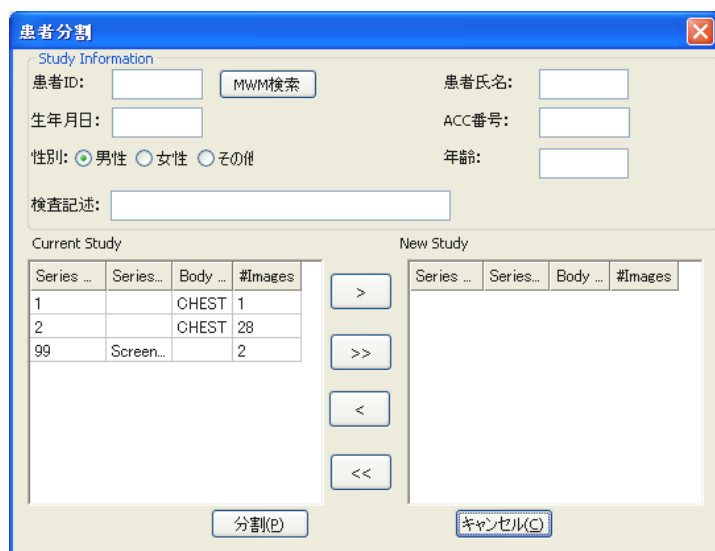 患者分割
Study Information
患者ID: MWM検索 患者氏名:
生年月日: ACC番号:
性別: 男性 女性 その他 年齢:
検査記述:
Current Study New Study
Series ... Series... Body ... #Images > Series ... Series... Body ... #Images
1 CHEST 1
2 CHEST 28
99 Screen... 2 >>
<
<<
分割(P) キャンセル(C)